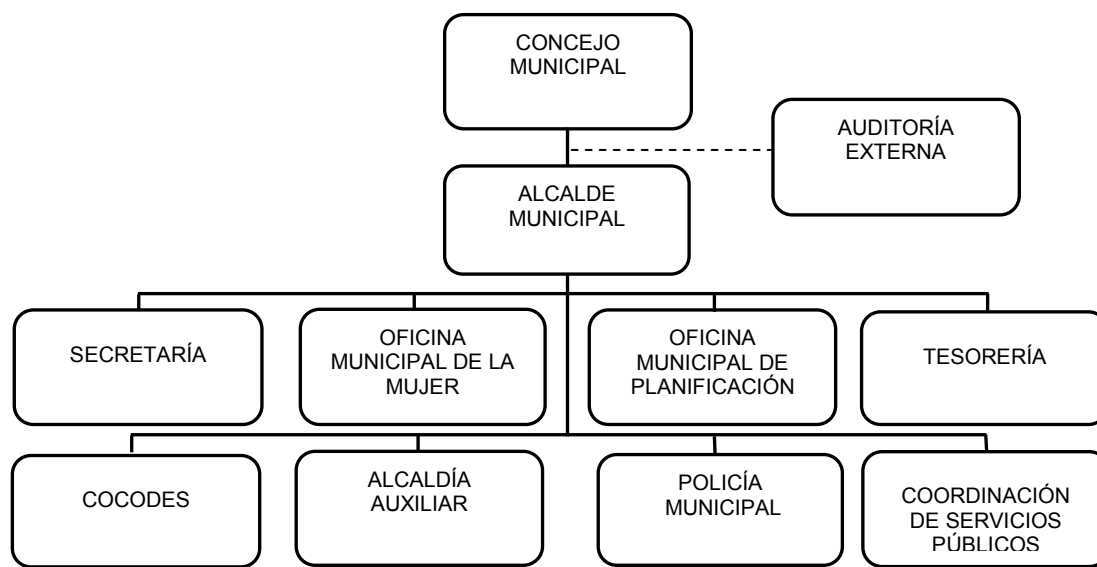 CONCEJO
MUNICIPAL
AUDITORÍA
EXTERNA
ALCALDE
MUNICIPAL
SECRETARÍA
OFICINA
MUNICIPAL DE LA
MUJER
OFICINA
MUNICIPAL DE
PLANIFICACIÓN
TESORERÍA
COCODES
ALCALDÍA
AUXILIAR
POLICÍA
MUNICIPAL
COORDINACIÓN
DE SERVICIOS
PÚBLICOS